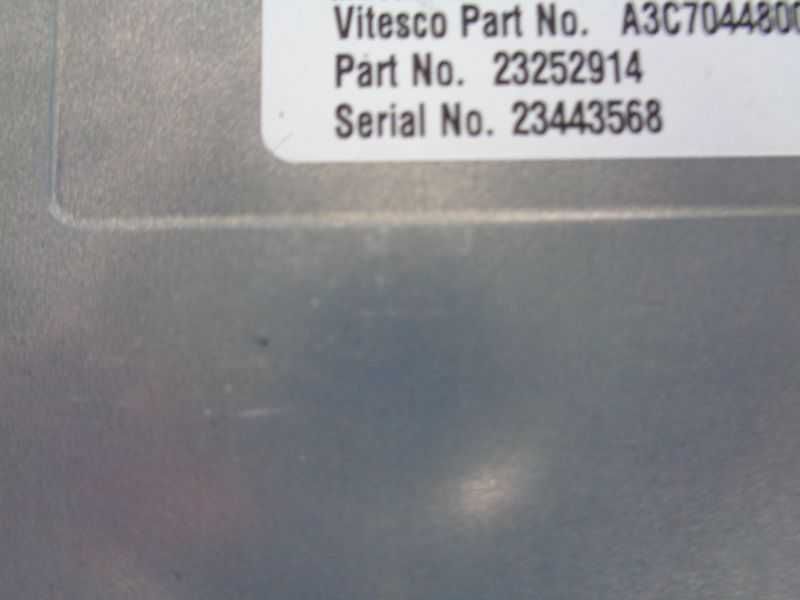 Vitesco Part No. A3C7044800
Part No. 23252914
Serial No. 23443568